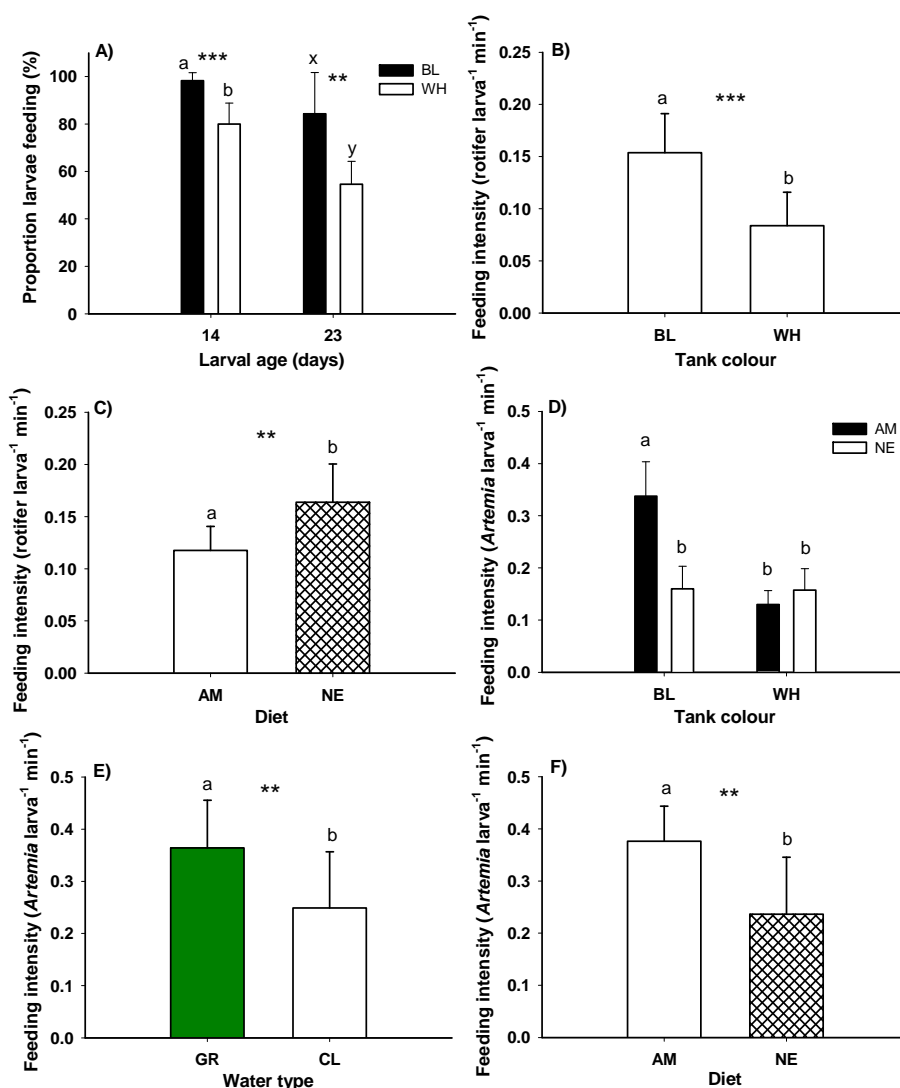 A)
a
***
b
x
**
y
BL
WH
100
80
60
40
20
0
Proportion larvae feeding (%)
14
23
Larval age (days)
B)
a
***
b
0.25
0.20
0.15
0.10
0.05
0.00
Feeding intensity (rotifer larva⁻¹ min⁻¹)
BL
WH
Tank colour
C)
a
**
b
0.25
0.20
0.15
0.10
0.05
0.00
Feeding intensity (rotifer larva⁻¹ min⁻¹)
AM
NE
Diet
D)
a
b
b
b
AM
NE
0.5
0.4
0.3
0.2
0.1
0.0
Feeding intensity (Artemia larva⁻¹ min⁻¹)
BL
WH
Tank colour
E)
a
**
b
0.5
0.4
0.3
0.2
0.1
0.0
Feeding intensity (Artemia larva⁻¹ min⁻¹)
GR
CL
Water type
F)
a
**
b
0.5
0.4
0.3
0.2
0.1
0.0
Feeding intensity (Artemia larva⁻¹ min⁻¹)
AM
NE
Diet